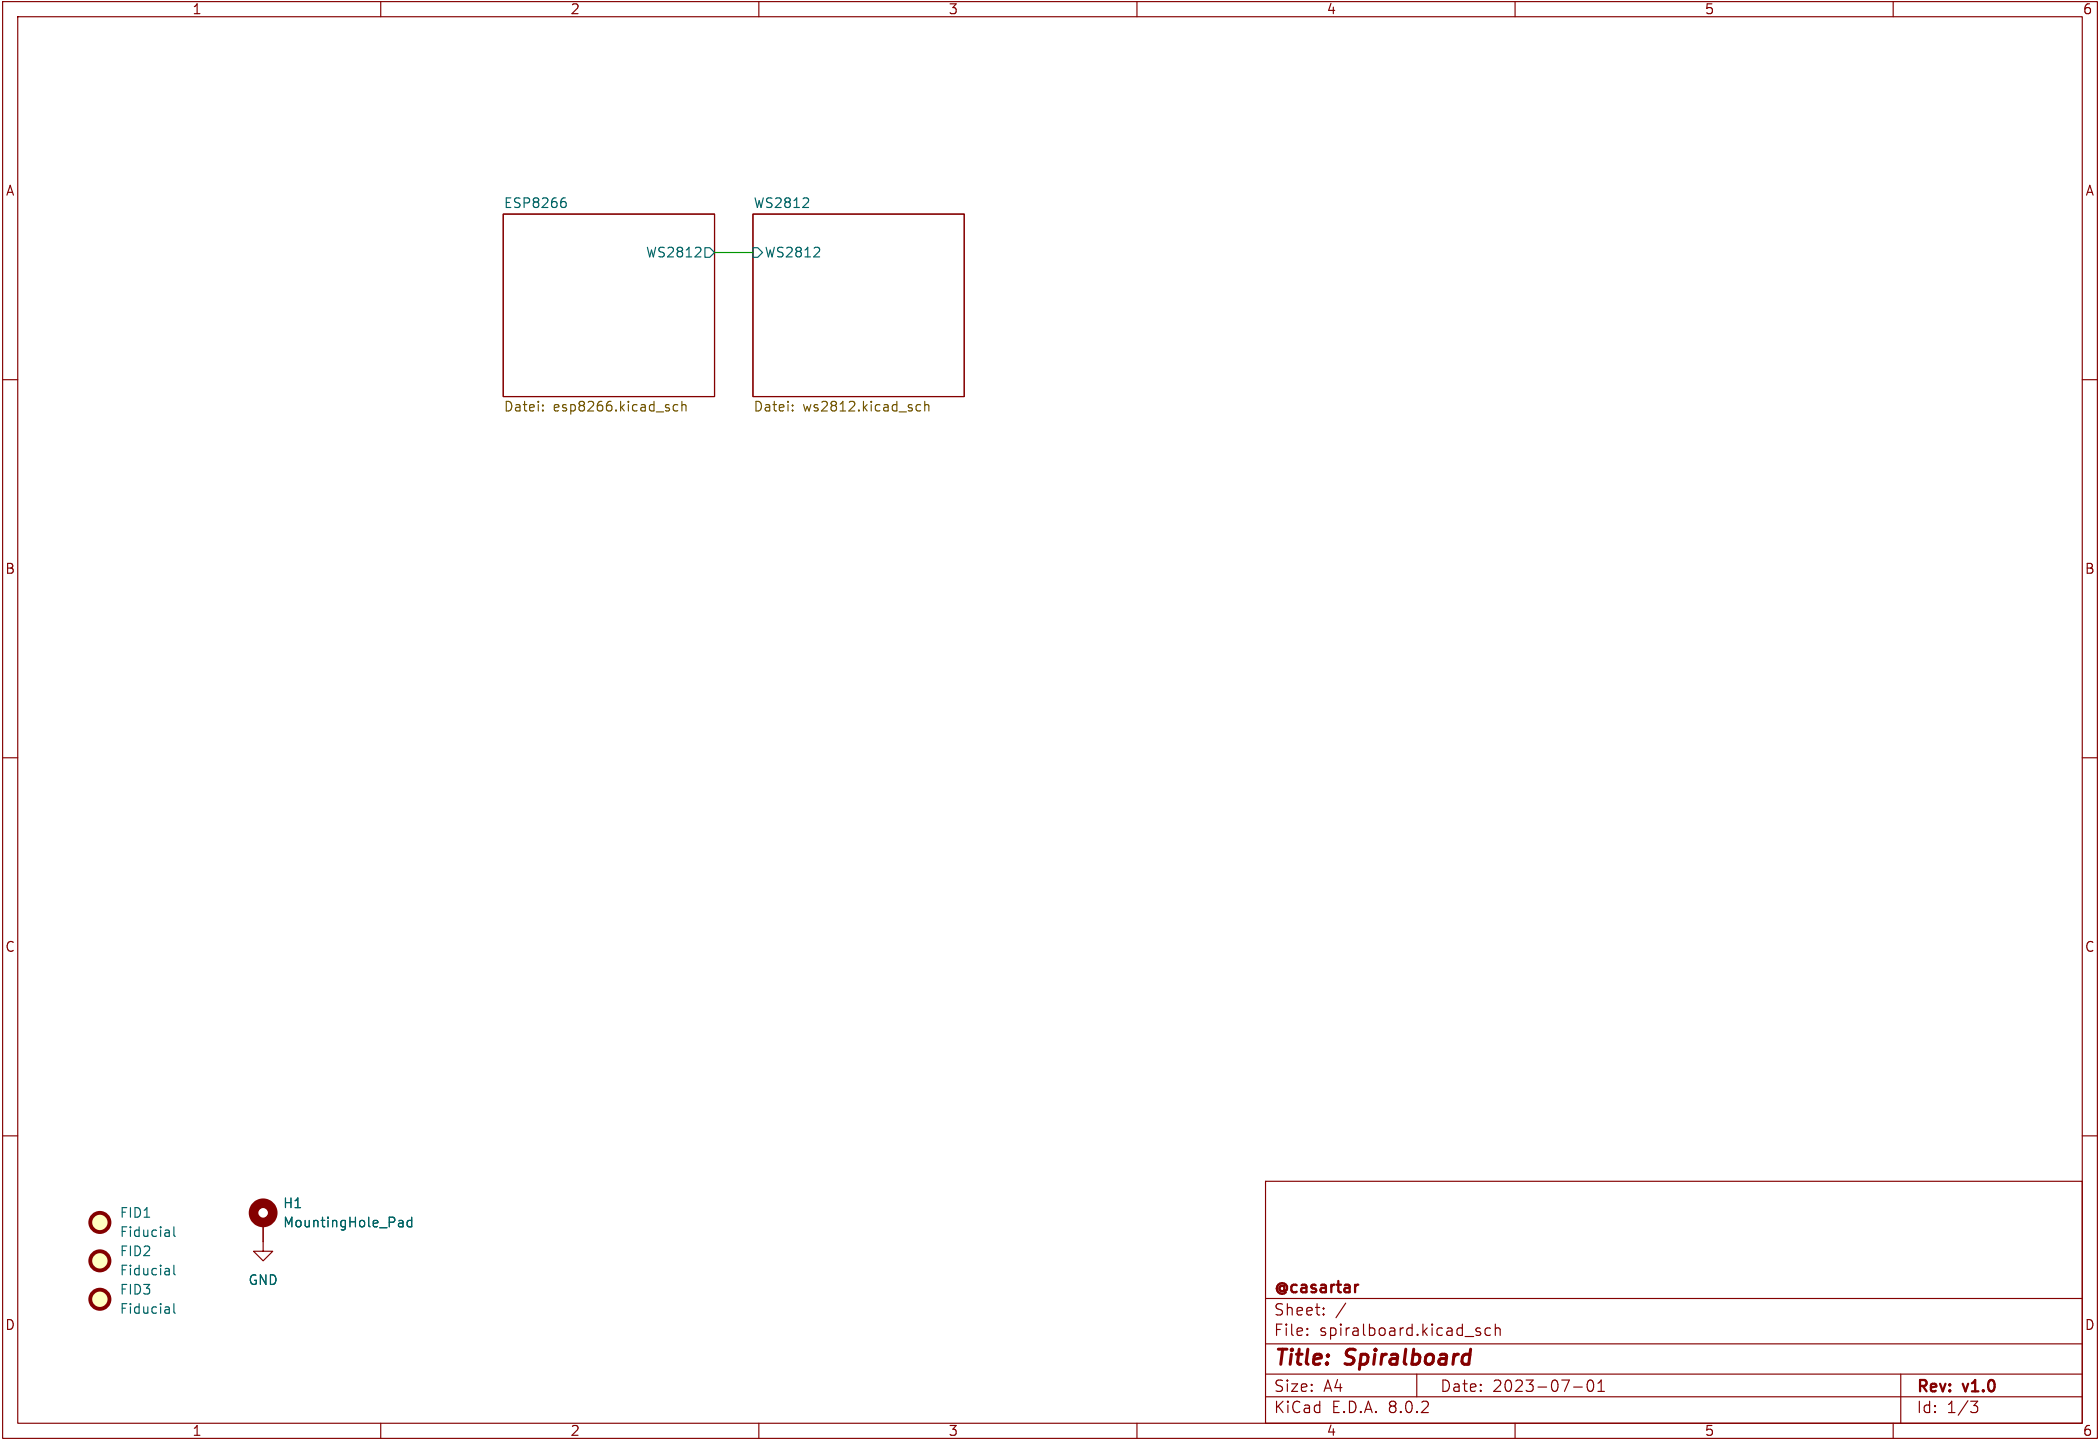 1 2 3 4 5 6
A A
ESP8266 WS2812
WS2812 WS2812
Datei: esp8266.kicad_sch Datei: ws2812.kicad_sch
B B
C C
H1
MountingHole_Pad
GND
FID1
Fiducial
FID2
Fiducial
FID3
Fiducial
@casartar
Sheet: /
File: spiralboard.kicad_sch
D D
Title: Spiralboard
Size: A4 Date: 2023-07-01 Rev: v1.0
KiCad E.D.A. 8.0.2 Id: 1/3
1 2 3 4 5 6